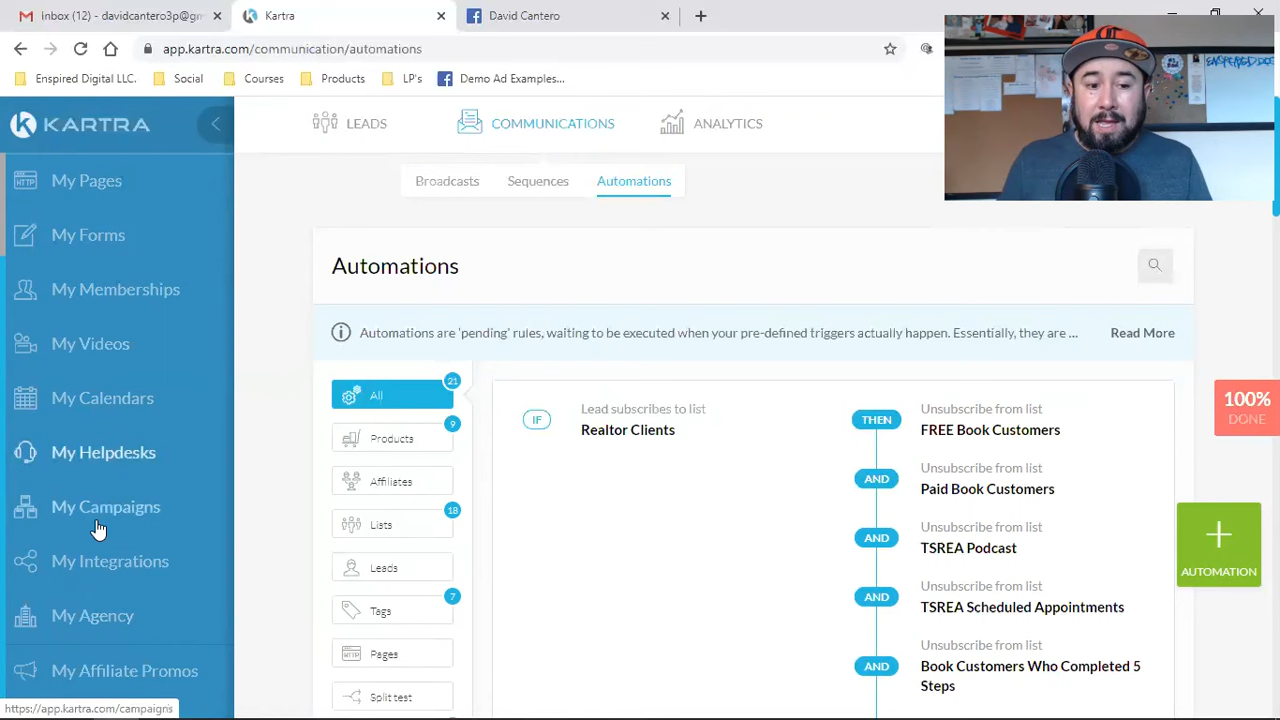 Inbox (12) - davidcantero3p@gm
Kartra
David Cantero
app.kartra.com/communication/automations
Enspired Digital LLC.
Social
Cours
Products
LP's
Demo Ad Examples...
KARTRA
LEADS
COMMUNICATIONS
ANALYTICS
My Pages
My Forms
My Memberships
My Videos
My Calendars
My Helpdesks
My Campaigns
My Integrations
My Agency
My Affiliate Promos
https://app.kartra.com/campaigns
Broadcasts
Sequences
Automations
Automations
Automations are 'pending' rules, waiting to be executed when your pre-defined triggers actually happen. Essentially, they are ...
Read More
All
21
Products
9
Affiliates
Lists
18
Leads
Tags
7
Pages
Split test
IF
Lead subscribes to list
Realtor Clients
THEN
Unsubscribe from list
FREE Book Customers
AND
Unsubscribe from list
Paid Book Customers
AND
Unsubscribe from list
TSREA Podcast
AND
Unsubscribe from list
TSREA Scheduled Appointments
AND
Unsubscribe from list
Book Customers Who Completed 5
Steps
100%
DONE
AUTOMATION